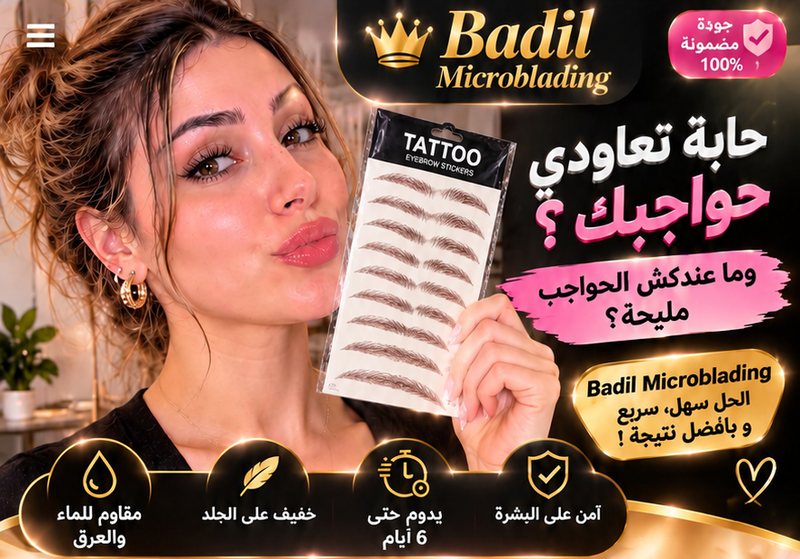 Badil
Microblading
جودة
مضمونة
100%
حابة تعاودي
حواجبك ؟
وما عندكش الحواجب
مليحة ؟
Badil Microblading
الحل سهل، سريع
و بأفضل نتيجة !
TATTOO
EYEBROW STICKERS
مقاوم للماء
والعرق
خفيف على الجلد
يدوم حتى
6 أيام
آمن على البشرة